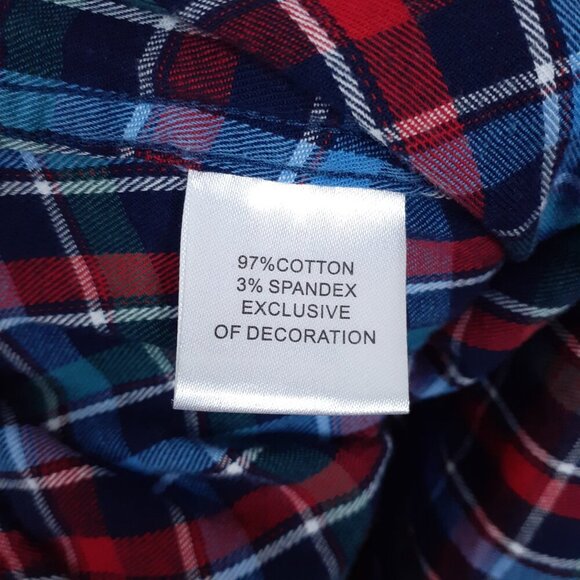 97%COTTON
3% SPANDEX
EXCLUSIVE
OF DECORATION